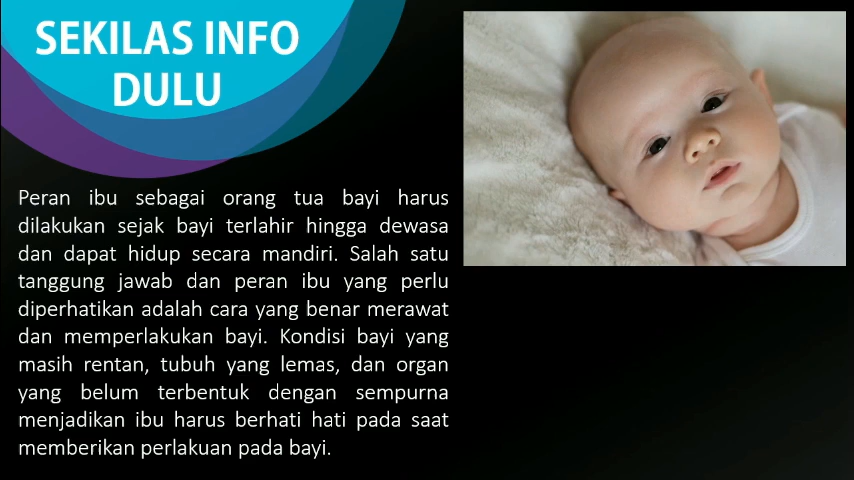 SEKILAS INFO
DULU
Peran ibu sebagai orang tua bayi harus
dilakukan sejak bayi terlahir hingga dewasa
dan dapat hidup secara mandiri. Salah satu
tanggung jawab dan peran ibu yang perlu
diperhatikan adalah cara yang benar merawat
dan memperlakukan bayi. Kondisi bayi yang
masih rentan, tubuh yang lemas, dan organ
yang belum terbentuk dengan sempurna
menjadikan ibu harus berhati hati pada saat
memberikan perlakuan pada bayi.